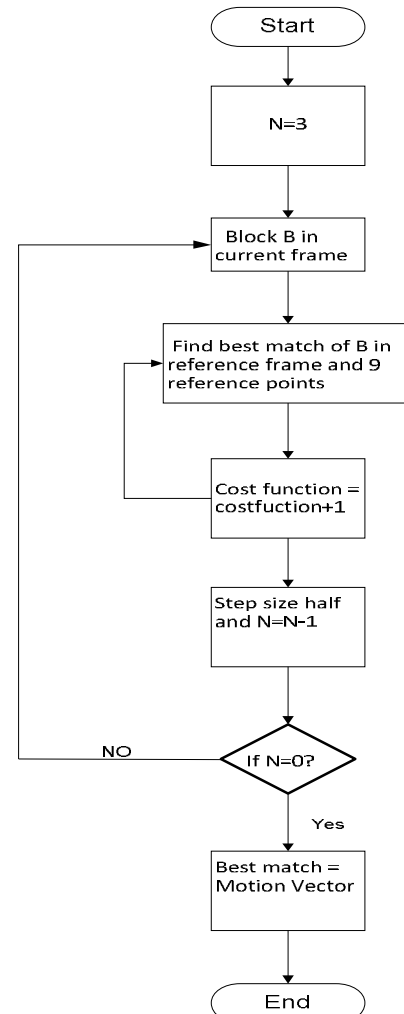 Start
N=3
Block B in
current frame
Find best match of B in
reference frame and 9
reference points
Cost function =
costfuction+1
Step size half
and N=N-1
If N=0?
NO
Yes
Best match =
Motion Vector
End